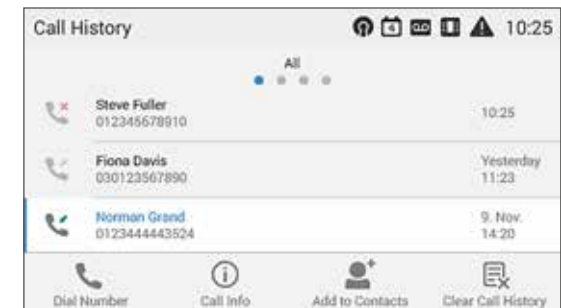 Call History 10:25
All
Steve Fuller
012345678910
10:25
Fiona Davis
030123567890
Yesterday
11:23
Norman Grand
0123444443524
9. Nov.
14:20
Dial Number Call Info Add to Contacts Clear Call History